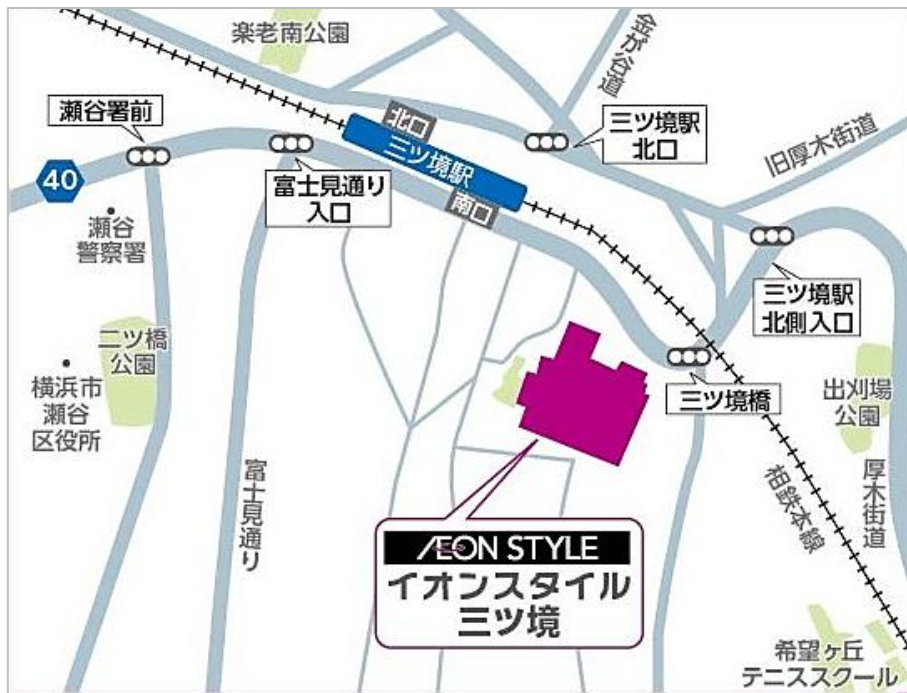 楽老南公園
金が谷道
瀬谷署前
北口
三ツ境駅
北口
旧厚木街道
三ツ境駅
40
富士見通り
入口
南口
瀬谷
警察署
三ツ境駅
北側入口
二ツ橋
公園
横浜市
瀬谷
区役所
三ツ境橋
出刈場
公園
富士見通り
相鉄本線
厚木街道
ÆON STYLE
イオンスタイル
三ツ境
希望ヶ丘
テニススクール